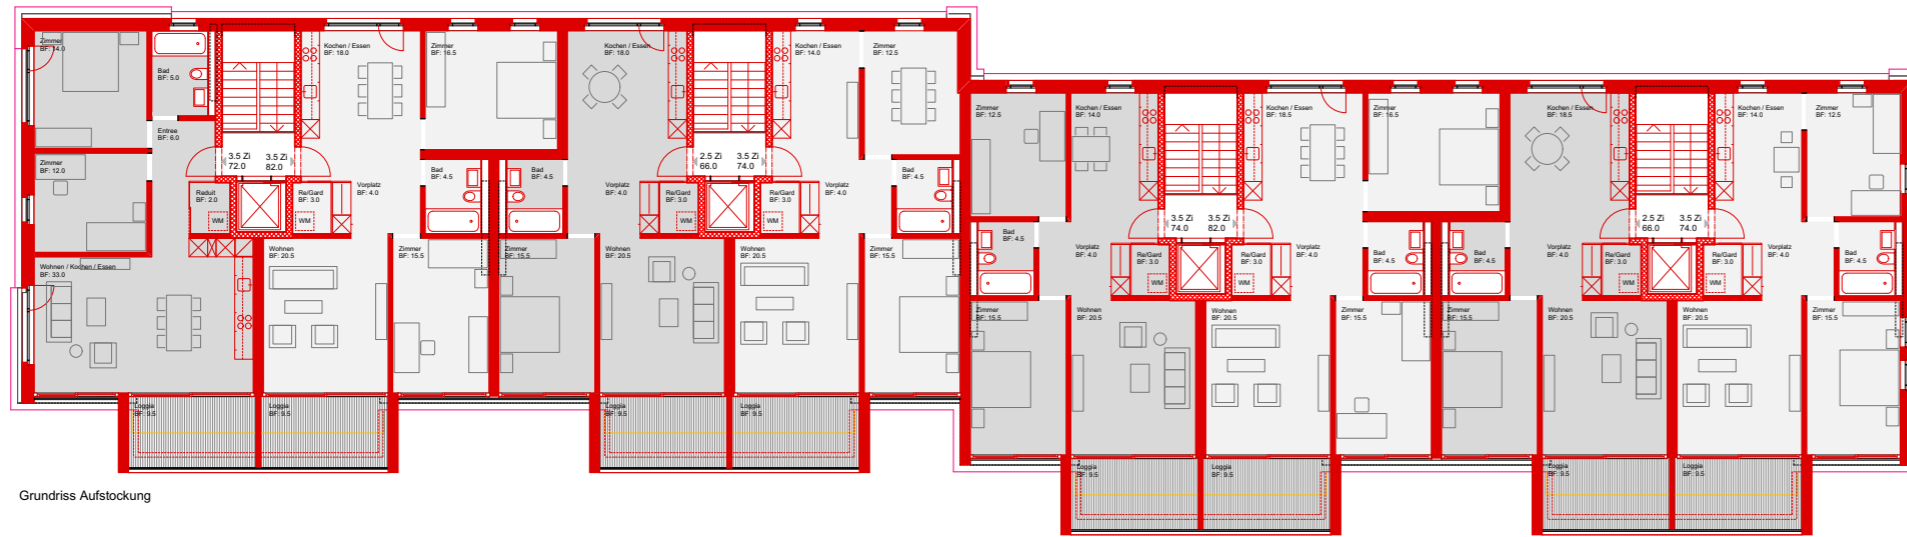 Zimmer
BF: 14.0
Bad
BF: 5.0
Entree
BF: 6.0
Zimmer
BF: 12.0
Reduit
BF: 2.0
WM
Wohnen / Kochen / Essen
BF: 33.0
3.5 Zi
72.0
3.5 Zi
82.0
Kochen / Essen
BF: 18.0
Zimmer
BF: 16.5
Re/Gard
BF: 3.0
WM
Vorplatz
BF: 4.0
Bad
BF: 4.5
Wohnen
BF: 20.5
Zimmer
BF: 15.5
Loggia
BF: 9.5
Loggia
BF: 9.5
Kochen / Essen
BF: 18.0
Bad
BF: 4.5
Vorplatz
BF: 4.0
Re/Gard
BF: 3.0
WM
Zimmer
BF: 15.5
Wohnen
BF: 20.5
2.5 Zi
66.0
3.5 Zi
74.0
Kochen / Essen
BF: 14.0
Zimmer
BF: 12.5
Re/Gard
BF: 3.0
WM
Vorplatz
BF: 4.0
Bad
BF: 4.5
Wohnen
BF: 20.5
Zimmer
BF: 15.5
Loggia
BF: 9.5
Loggia
BF: 9.5
Zimmer
BF: 12.5
Kochen / Essen
BF: 14.0
Bad
BF: 4.5
Vorplatz
BF: 4.0
Re/Gard
BF: 3.0
WM
Zimmer
BF: 15.5
Wohnen
BF: 20.5
3.5 Zi
74.0
3.5 Zi
82.0
Kochen / Essen
BF: 18.5
Zimmer
BF: 16.5
Re/Gard
BF: 3.0
WM
Vorplatz
BF: 4.0
Bad
BF: 4.5
Wohnen
BF: 20.5
Zimmer
BF: 15.5
Loggia
BF: 9.5
Loggia
BF: 9.5
Kochen / Essen
BF: 18.5
Bad
BF: 4.5
Vorplatz
BF: 4.0
Re/Gard
BF: 3.0
WM
Zimmer
BF: 15.5
Wohnen
BF: 20.5
2.5 Zi
66.0
3.5 Zi
74.0
Kochen / Essen
BF: 14.0
Zimmer
BF: 12.5
Re/Gard
BF: 3.0
WM
Vorplatz
BF: 4.0
Bad
BF: 4.5
Wohnen
BF: 20.5
Zimmer
BF: 15.5
Loggia
BF: 9.5
Loggia
BF: 9.5
Grundriss Aufstockung